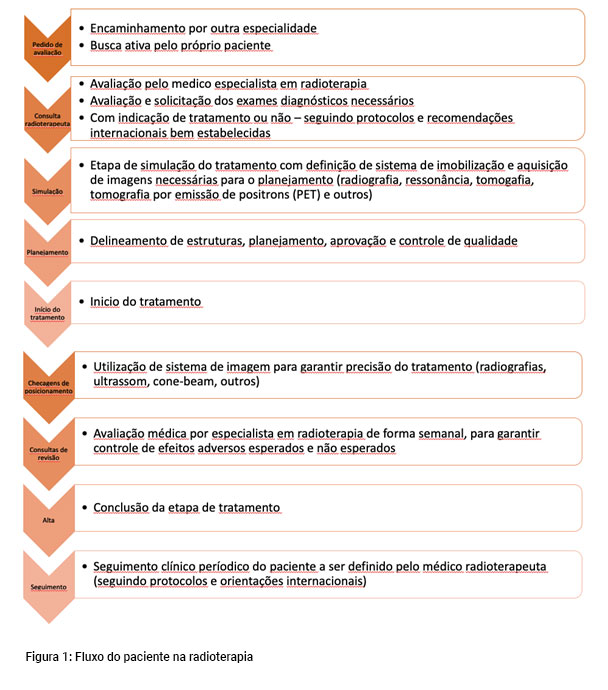 Pedido de
avaliação
• Encaminhamento por outra especialidade
• Busca ativa pelo próprio paciente
Consulta
radioterapeuta
• Avaliação pelo medico especialista em radioterapia
• Avaliação e solicitação dos exames diagnósticos necessários
• Com indicação de tratamento ou não – seguindo protocolos e recomendações
internacionais bem estabelecidas
Simulação
• Etapa de simulação do tratamento com definição de sistema de imobilização e aquisição
de imagens necessárias para o planejamento (radiografia, ressonância, tomogafia,
tomografia por emissão de positrons (PET) e outros)
Planejamento
• Delineamento de estruturas, planejamento, aprovação e controle de qualidade
Início do
tratamento
• Inicio do tratamento
Checagens de
posicionamento
• Utilização de sistema de imagem para garantir precisão do tratamento (radiografias,
ultrassom, cone-beam, outros)
Consultas de
revisão
• Avaliação médica por especialista em radioterapia de forma semanal, para garantir
controle de efeitos adversos esperados e não esperados
Alta
• Conclusão da etapa de tratamento
Seguimento
• Seguimento clínico períodico do paciente a ser definido pelo médico radioterapeuta
(seguindo protocolos e orientações internacionais)
Figura 1: Fluxo do paciente na radioterapia